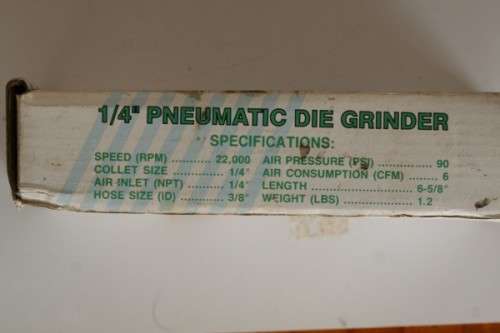 1/4" PNEUMATIC DIE GRINDER
SPECIFICATIONS:
SPEED (RPM) ........... 22,000 AIR PRESSURE (PSI) ................ 90
COLLET SIZE .............. 1/4" AIR CONSUMPTION (CFM) ....... 6
AIR INLET (NPT) ........... 1/4" LENGTH ........................... 6-5/8"
HOSE SIZE (ID) ............. 3/8" WEIGHT (LBS) ..................... 1.2